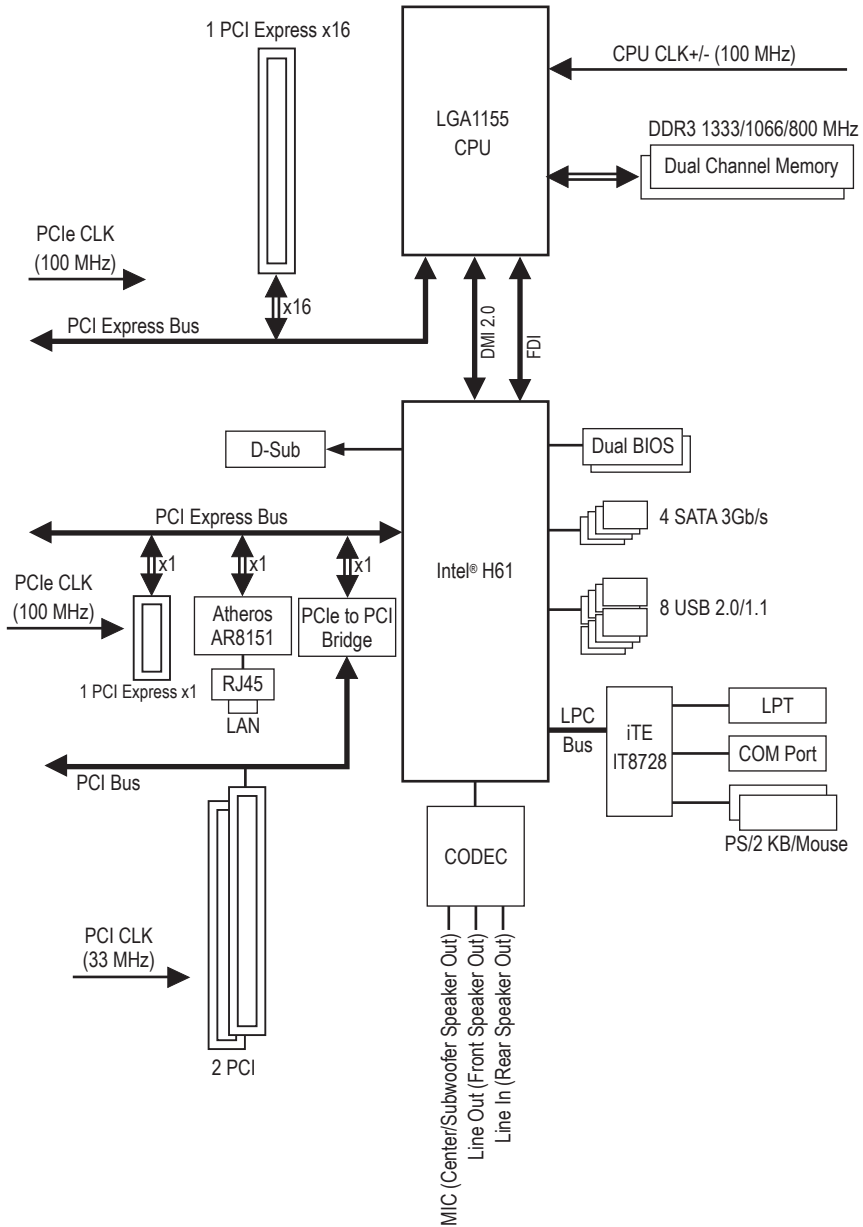 1 PCI Express x16
CPU CLK+/- (100 MHz)
LGA1155
CPU
DDR3 1333/1066/800 MHz
Dual Channel Memory
PCIe CLK
(100 MHz)
x16
PCI Express Bus
DMI 2.0
FDI
D-Sub
Dual BIOS
PCI Express Bus
4 SATA 3Gb/s
x1
x1
x1
Intel® H61
PCIe CLK
(100 MHz)
Atheros
AR8151
PCIe to PCI
Bridge
8 USB 2.0/1.1
1 PCI Express x1
RJ45
LAN
LPC
Bus
iTE
IT8728
LPT
COM Port
PS/2 KB/Mouse
PCI Bus
CODEC
PCI CLK
(33 MHz)
2 PCI
MIC (Center/Subwoofer Speaker Out)
Line Out (Front Speaker Out)
Line In (Rear Speaker Out)